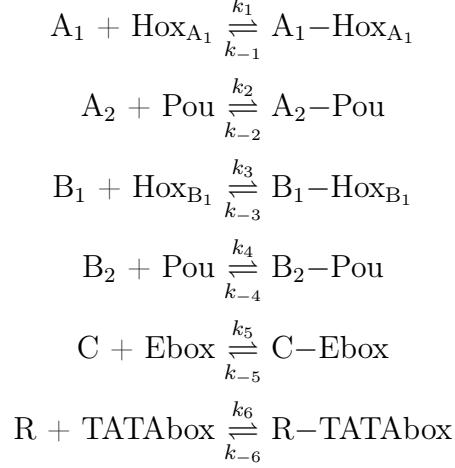 A₁ + Hox_A₁ ⇌ A₁−Hox_A₁ k₁ k₋₁
A₂ + Pou ⇌ A₂−Pou k₂ k₋₂
B₁ + Hox_B₁ ⇌ B₁−Hox_B₁ k₃ k₋₃
B₂ + Pou ⇌ B₂−Pou k₄ k₋₄
C + Ebox ⇌ C−Ebox k₅ k₋₅
R + TATAbox ⇌ R−TATAbox k₆ k₋₆